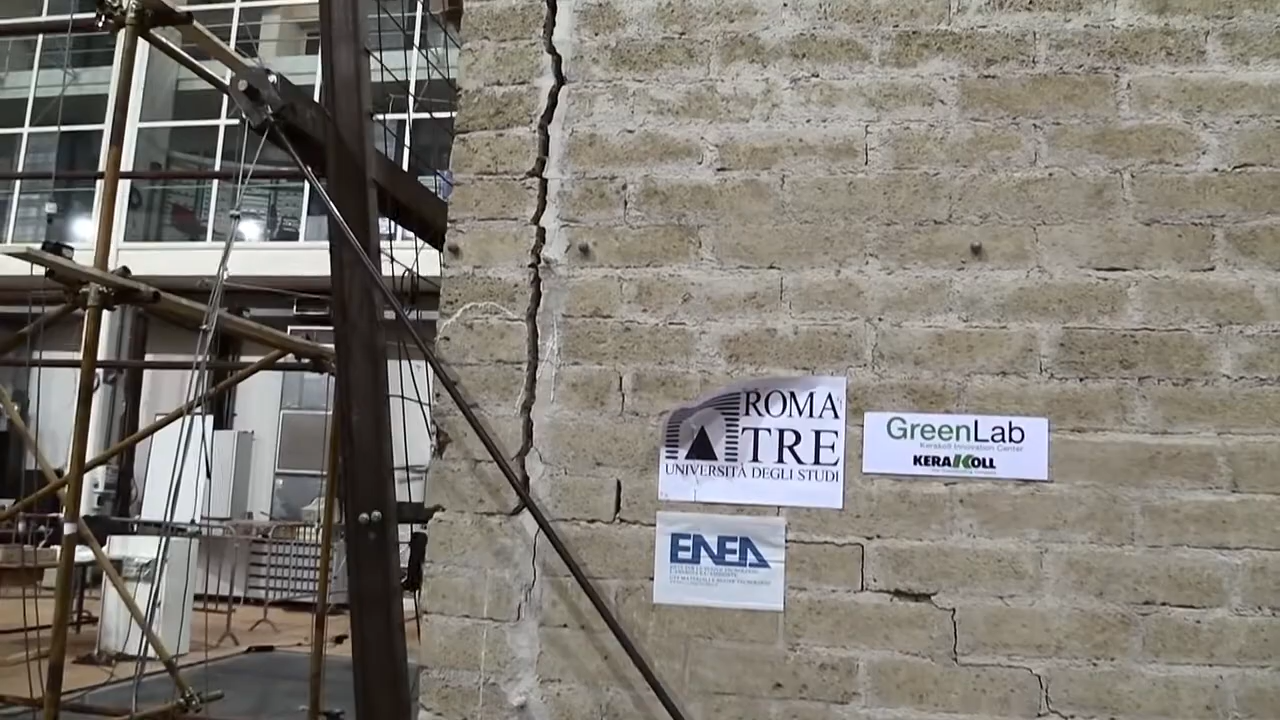 ROMA
TRE
UNIVERSITÀ DEGLI STUDI
GreenLab
Kerakoll Innovation Center
KERAKOLL
ENEA